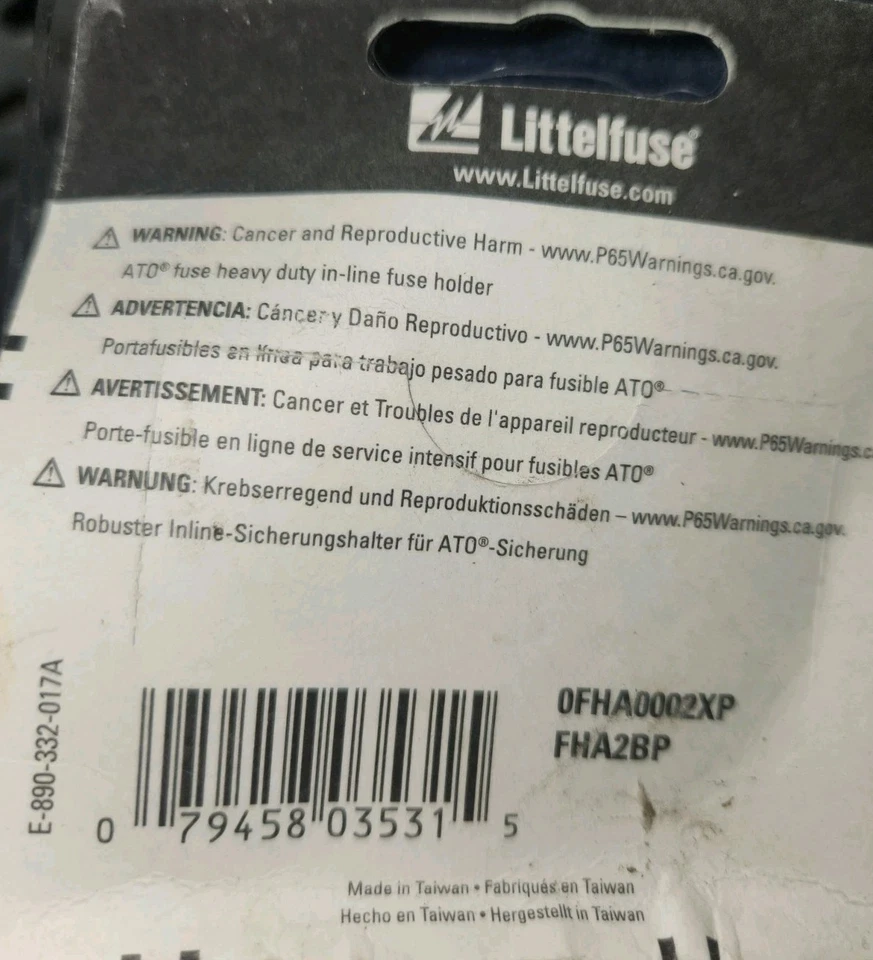 Littelfuse®
www.Littelfuse.com
⚠ WARNING: Cancer and Reproductive Harm - www.P65Warnings.ca.gov.
ATO® fuse heavy duty in-line fuse holder
⚠ ADVERTENCIA: Cáncer y Daño Reproductivo - www.P65Warnings.ca.gov.
Portafusibles en línea para trabajo pesado para fusible ATO®
⚠ AVERTISSEMENT: Cancer et Troubles de l'appareil reproducteur - www.P65Warnings.c
Porte-fusible en ligne de service intensif pour fusibles ATO®
⚠ WARNUNG: Krebserregend und Reproduktionsschäden – www.P65Warnings.ca.gov.
Robuster Inline-Sicherungshalter für ATO®-Sicherung
E-890-332-017A
0 79458 03531 5
0FHA0002XP
FHA2BP
Made in Taiwan • Fabriqués en Taiwan
Hecho en Taiwan • Hergestellt in Taiwan